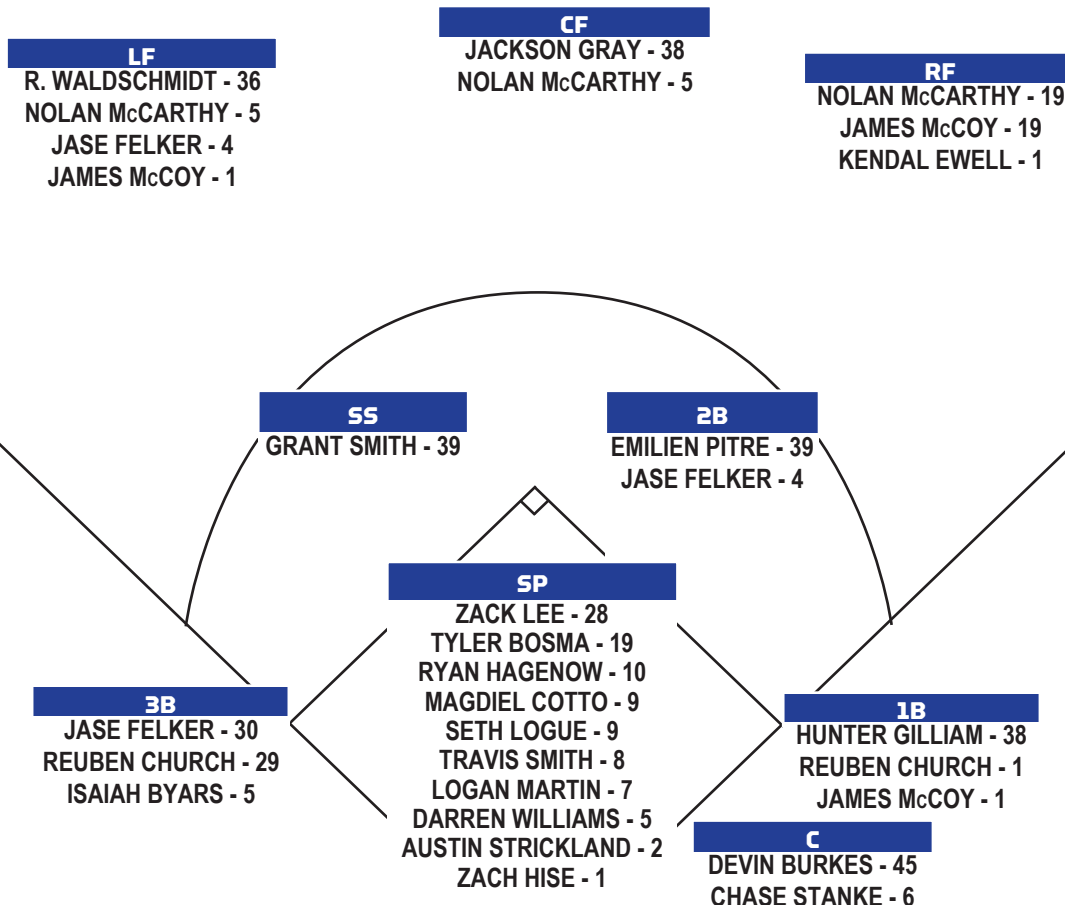 LF
R. WALDSCHMIDT - 36
NOLAN McCARTHY - 5
JASE FELKER - 4
JAMES McCOY - 1
CF
JACKSON GRAY - 38
NOLAN McCARTHY - 5
RF
NOLAN McCARTHY - 19
JAMES McCOY - 19
KENDAL EWELL - 1
SS
GRANT SMITH - 39
2B
EMILIEN PITRE - 39
JASE FELKER - 4
SP
ZACK LEE - 28
TYLER BOSMA - 19
RYAN HAGENOW - 10
MAGDIEL COTTO - 9
SETH LOGUE - 9
TRAVIS SMITH - 8
LOGAN MARTIN - 7
DARREN WILLIAMS - 5
AUSTIN STRICKLAND - 2
ZACH HISE - 1
3B
JASE FELKER - 30
REUBEN CHURCH - 29
ISAIAH BYARS - 5
1B
HUNTER GILLIAM - 38
REUBEN CHURCH - 1
JAMES McCOY - 1
C
DEVIN BURKES - 45
CHASE STANKE - 6